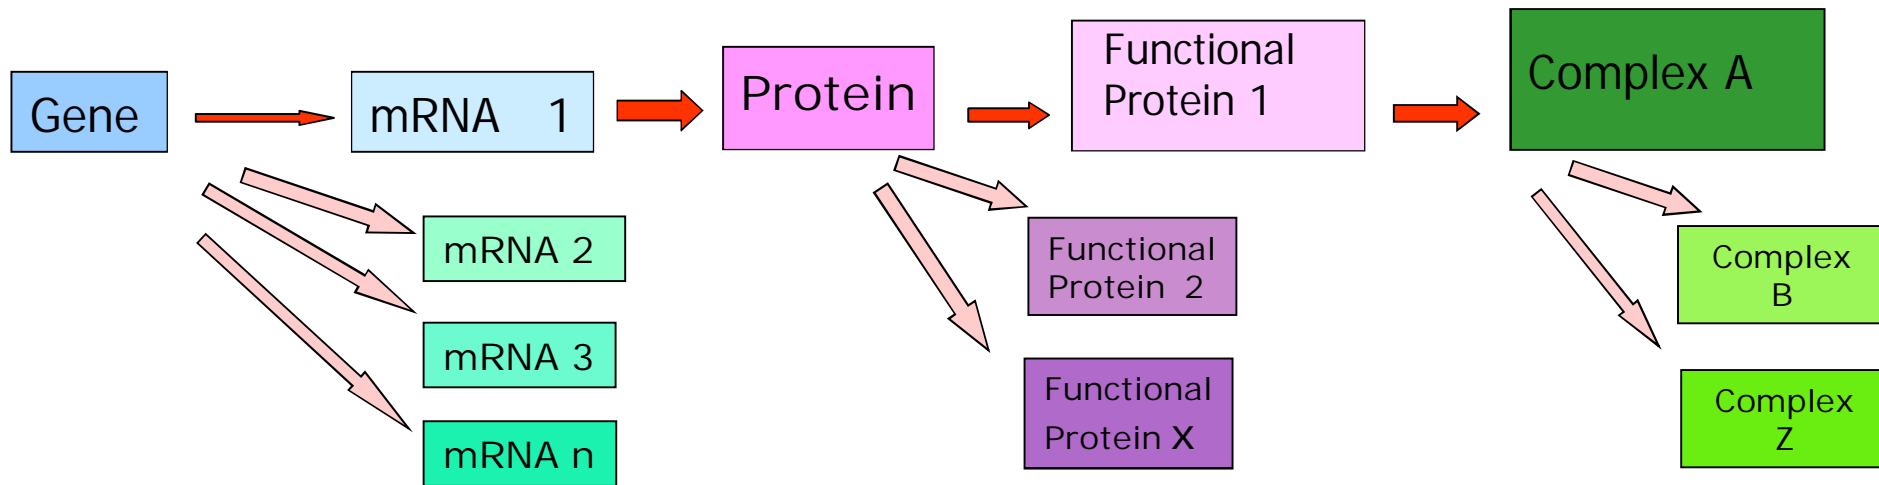 Gene
mRNA 1
Protein
Functional
Protein 1
Complex A
mRNA 2
mRNA 3
mRNA n
Functional
Protein 2
Functional
Protein X
Complex
B
Complex
Z